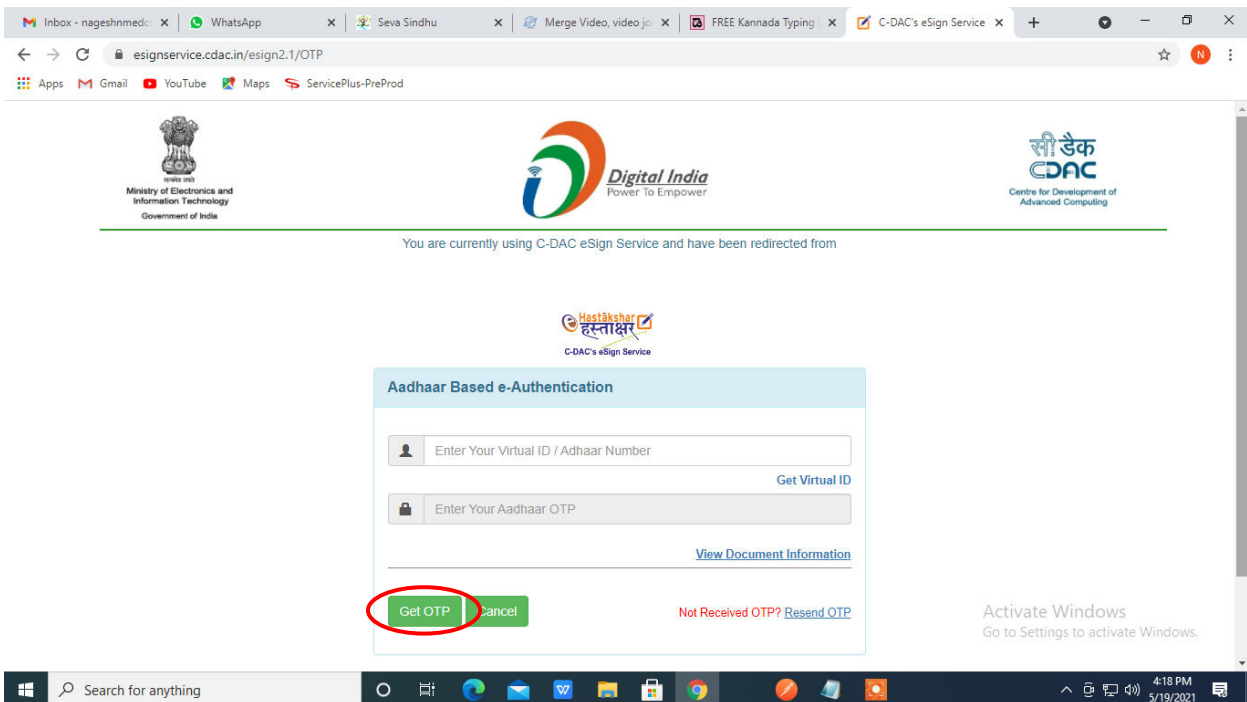 Inbox - nageshnmedc
WhatsApp
Seva Sindhu
Merge Video, video jo
FREE Kannada Typing
C-DAC's eSign Service
esignservice.cdac.in/esign2.1/OTP
N
Apps
Gmail
YouTube
Maps
ServicePlus-PreProd
सत्यमेव जयते
Ministry of Electronics and
Information Technology
Government of India
Digital India
Power To Empower
सी डैक
CDAC
Centre for Development of
Advanced Computing
You are currently using C-DAC eSign Service and have been redirected from
e Hastākshar
हस्ताक्षर
C-DAC's eSign Service
Aadhaar Based e-Authentication
Enter Your Virtual ID / Adhaar Number
Get Virtual ID
Enter Your Aadhaar OTP
View Document Information
Get OTP
Cancel
Not Received OTP? Resend OTP
Activate Windows
Go to Settings to activate Windows.
Search for anything
4:18 PM
5/19/2021